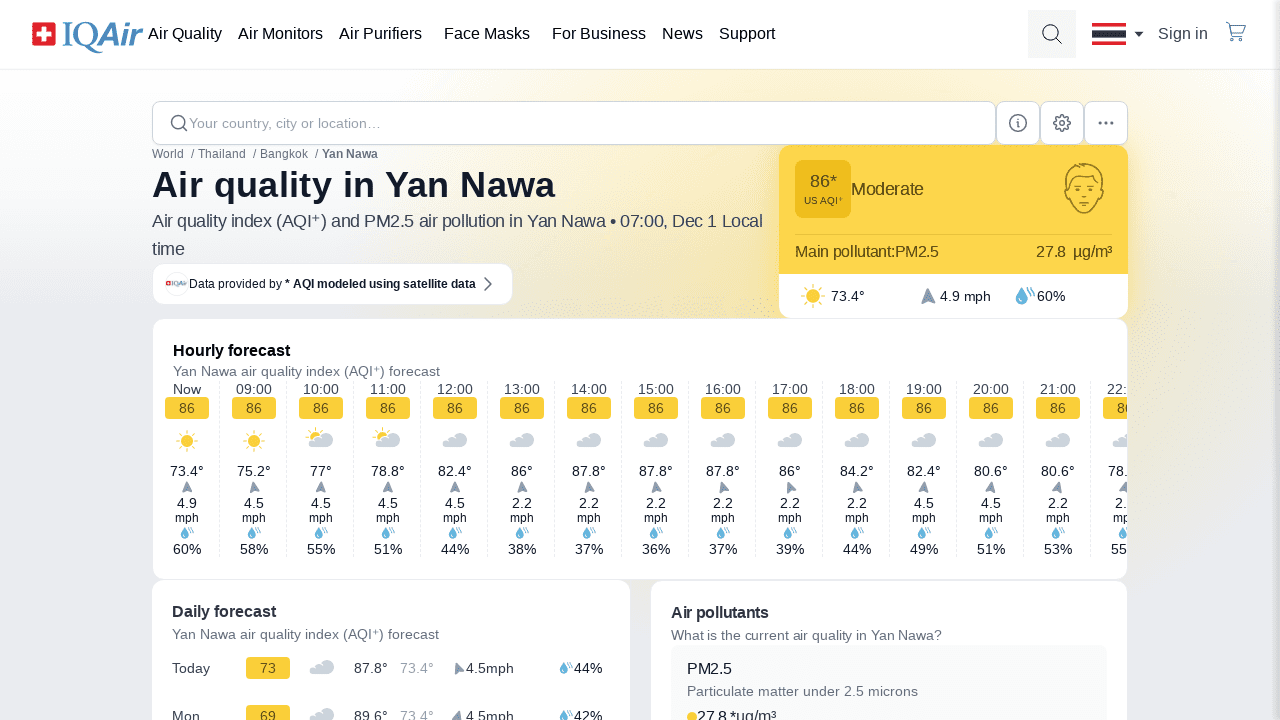 IQAir Air Quality Air Monitors Air Purifiers Face Masks For Business News Support Sign in
Your country, city or location…
World / Thailand / Bangkok / Yan Nawa
Air quality in Yan Nawa
Air quality index (AQI⁺) and PM2.5 air pollution in Yan Nawa • 07:00, Dec 1 Local
time
IQAir Data provided by * AQI modeled using satellite data
86*
US AQI⁺
Moderate
Main pollutant:PM2.5 27.8 µg/m³
73.4° 4.9 mph 60%
Hourly forecast
Yan Nawa air quality index (AQI⁺) forecast
Now 09:00 10:00 11:00 12:00 13:00 14:00 15:00 16:00 17:00 18:00 19:00 20:00 21:00 22:
86 86 86 86 86 86 86 86 86 86 86 86 86 86 86
73.4° 75.2° 77° 78.8° 82.4° 86° 87.8° 87.8° 87.8° 86° 84.2° 82.4° 80.6° 80.6° 78.
4.9 4.5 4.5 4.5 4.5 2.2 2.2 2.2 2.2 2.2 2.2 4.5 4.5 2.2 2.
mph mph mph mph mph mph mph mph mph mph mph mph mph mph mp
60% 58% 55% 51% 44% 38% 37% 36% 37% 39% 44% 49% 51% 53% 55
Daily forecast
Yan Nawa air quality index (AQI⁺) forecast
Today 73 87.8° 73.4° 4.5mph 44%
Mon 69 89.6° 73.4° 4.5mph 42%
Air pollutants
What is the current air quality in Yan Nawa?
PM2.5
Particulate matter under 2.5 microns
27.8 *µg/m³